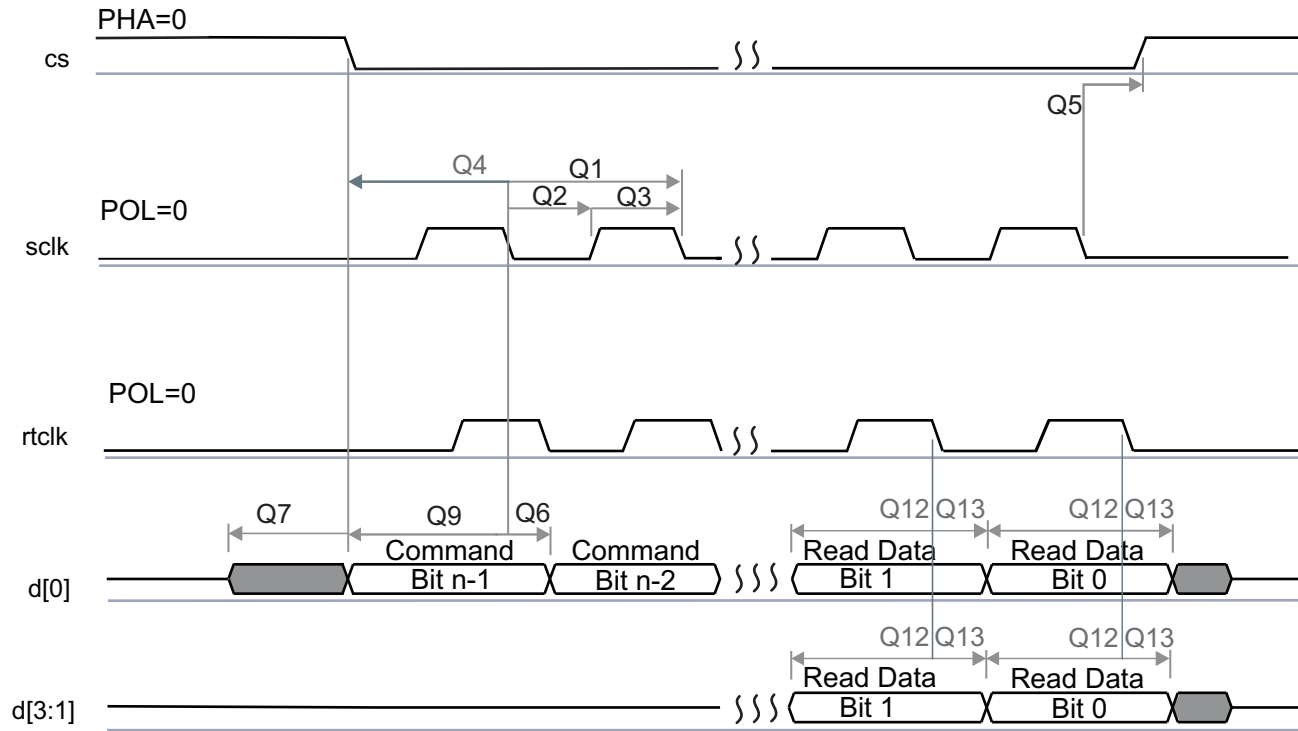 PHA=0
cs
Q5
Q4 Q1
Q2 Q3
POL=0
sclk
POL=0
rtclk
Q7 Q9 Q6 Q12 Q13 Q12 Q13
Command Command Read Data Read Data
Bit n-1 Bit n-2 Bit 1 Bit 0
d[0]
Q12 Q13 Q12 Q13
Read Data Read Data
d[3:1] Bit 1 Bit 0